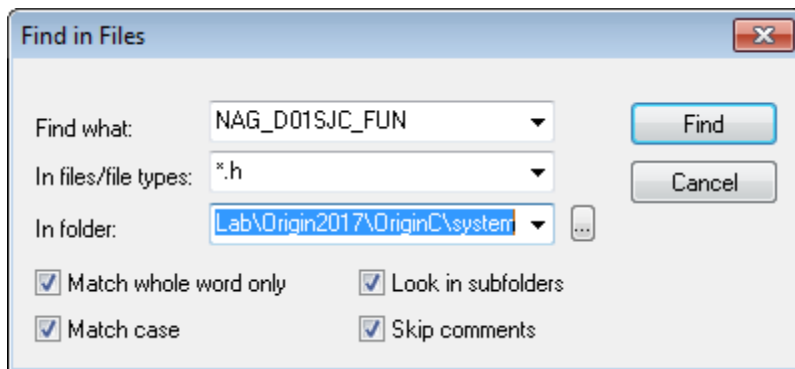 Find in Files
Find what: NAG_D01SJC_FUN Find
In files/file types: *.h Cancel
In folder: Lab\Origin2017\OriginC\system ...
Match whole word only Look in subfolders
Match case Skip comments